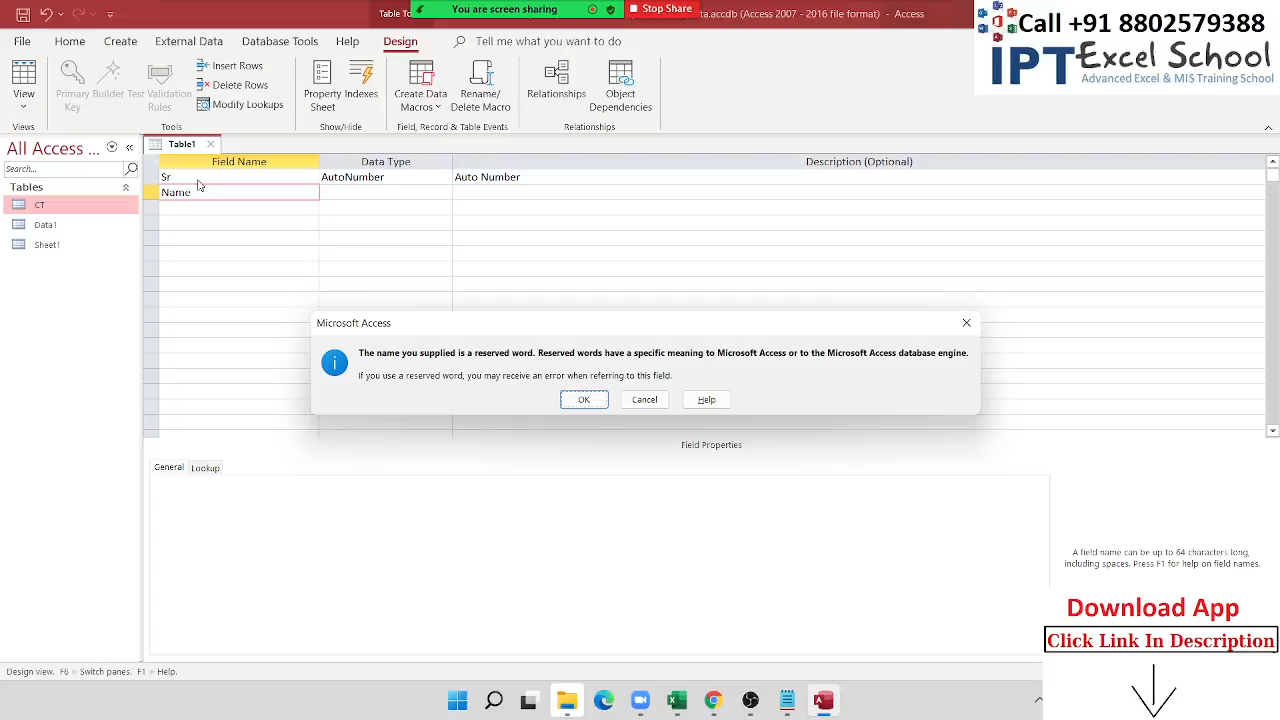 Table To
You are screen sharing
Stop Share
ta.accdb (Access 2007 - 2016 file format) - Access
Call +91 8802579388
IPT Excel School
Advanced Excel & MIS Training School
File Home Create External Data Database Tools Help Design Tell me what you want to do
View
Primary Key
Builder
Test Validation Rules
Insert Rows
Delete Rows
Modify Lookups
Property Sheet
Indexes
Create Data Macros
Rename/ Delete Macro
Relationships
Object Dependencies
Views Tools Show/Hide Field, Record & Table Events Relationships
All Access ...
Search...
Tables
CT
Data1
Sheet1
Table1
Field Name Data Type Description (Optional)
Sr AutoNumber Auto Number
Name
Microsoft Access
The name you supplied is a reserved word. Reserved words have a specific meaning to Microsoft Access or to the Microsoft Access database engine.
If you use a reserved word, you may receive an error when referring to this field.
OK Cancel Help
Field Properties
General Lookup
A field name can be up to 64 characters long,
including spaces. Press F1 for help on field names.
Download App
Click Link In Description
Design view. F6 = Switch panes. F1 = Help.